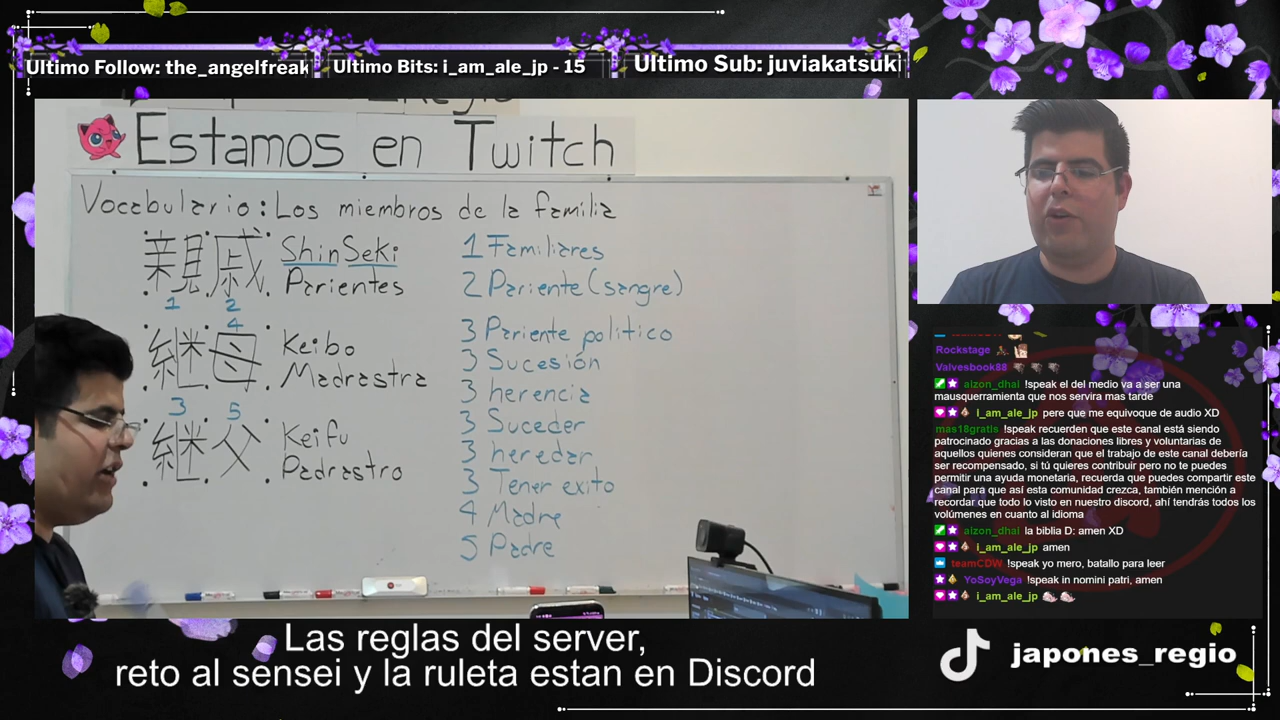 Ultimo Follow: the_angelfreak
Ultimo Bits: i_am_ale_jp - 15
Ultimo Sub: juviakatsuki
Estamos en Twitch
Vocabulario: Los miembros de la familia
親戚 ShinSeki
Parientes
1 2
4
継母 Keibo
Madrastra
3 5
継父 Keifu
Padrastro
1 Familiares
2 Pariente (sangre)
3 Pariente politico
3 Sucesión
3 herencia
3 Suceder
3 heredar
3 Tener exito
4 Madre
5 Padre
Rockstage
Valvesbook88
aizon_dhai !speak el del medio va a ser una
mausquerramienta que nos servira mas tarde
i_am_ale_jp pere que me equivoque de audio XD
mas18gratis !speak recuerden que este canal está siendo
patrocinado gracias a las donaciones libres y voluntarias de
aquellos quienes consideran que el trabajo de este canal debería
ser recompensado, si tú quieres contribuir pero no te puedes
permitir una ayuda monetaria, recuerda que puedes compartir este
canal para que así esta comunidad crezca, también mención a
recordar que todo lo visto en nuestro discord, ahí tendrás todos los
volúmenes en cuanto al idioma
aizon_dhai la biblia D: amen XD
i_am_ale_jp amen
teamCDW !speak yo mero, batallo para leer
YoSoyVega !speak in nomini patri, amen
i_am_ale_jp
Las reglas del server,
reto al sensei y la ruleta estan en Discord
japones_regio